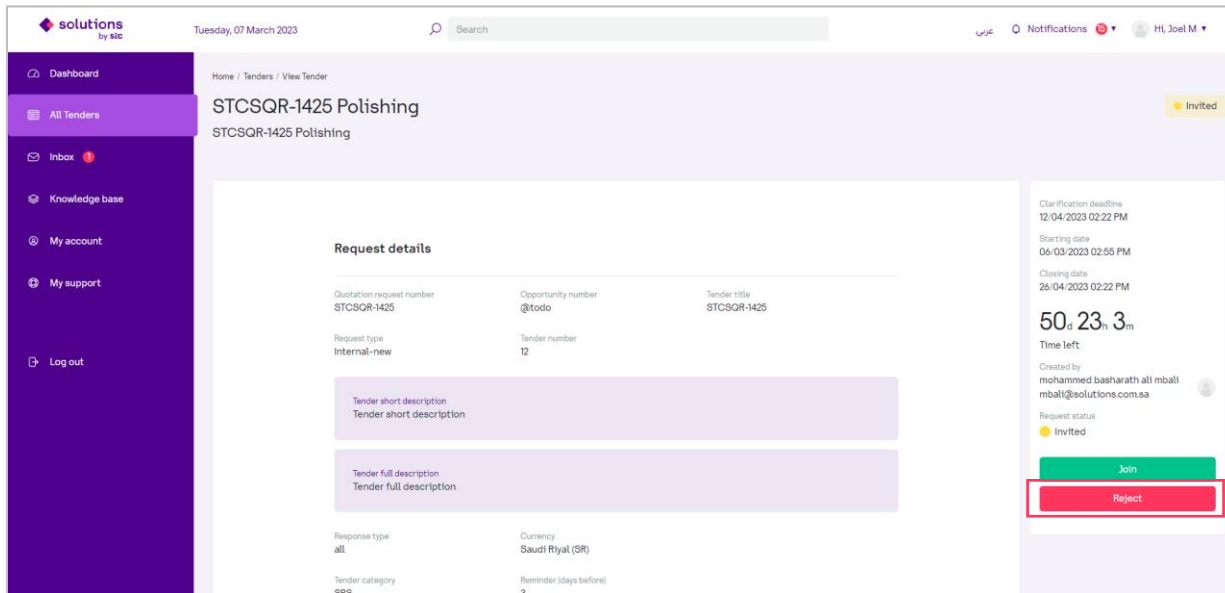 solutions
by stc
Tuesday, 07 March 2023
Search
عربي
Notifications 15
Hi, Joel M
Dashboard
All Tenders
Inbox 1
Knowledge base
My account
My support
Log out
Home / Tenders / View Tender
STCSQR-1425 Polishing
STCSQR-1425 Polishing
Invited
Request details
Quotation request number
STCSQR-1425
Opportunity number
@todo
Tender title
STCSQR-1425
Request type
Internal-new
Tender number
12
Tender short description
Tender short description
Tender full description
Tender full description
Response type
all
Currency
Saudi Riyal (SR)
Tender category
Reminder (days before)
Clarification deadline
12/04/2023 02:22 PM
Starting date
06/03/2023 02:55 PM
Closing date
26/04/2023 02:22 PM
50d 23h 3m
Time left
Created by
mohammed basharath ali mbali
mbali@solutions.com.sa
Request status
Invited
Join
Reject